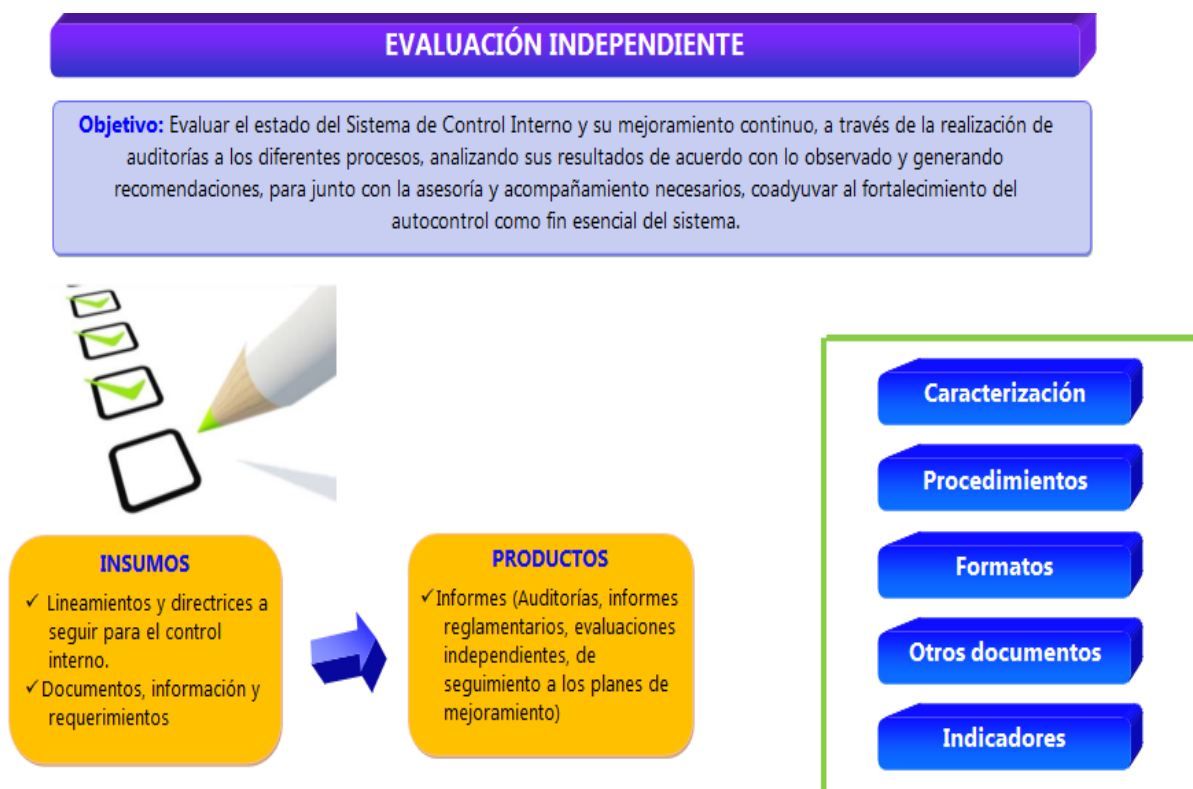 EVALUACIÓN INDEPENDIENTE
Objetivo: Evaluar el estado del Sistema de Control Interno y su mejoramiento continuo, a través de la realización de
auditorías a los diferentes procesos, analizando sus resultados de acuerdo con lo observado y generando
recomendaciones, para junto con la asesoría y acompañamiento necesarios, coadyuvar al fortalecimiento del
autocontrol como fin esencial del sistema.
INSUMOS
✓ Lineamientos y directrices a
seguir para el control
interno.
✓ Documentos, información y
requerimientos
PRODUCTOS
✓ Informes (Auditorías, informes
reglamentarios, evaluaciones
independientes, de
seguimiento a los planes de
mejoramiento)
Caracterización
Procedimientos
Formatos
Otros documentos
Indicadores